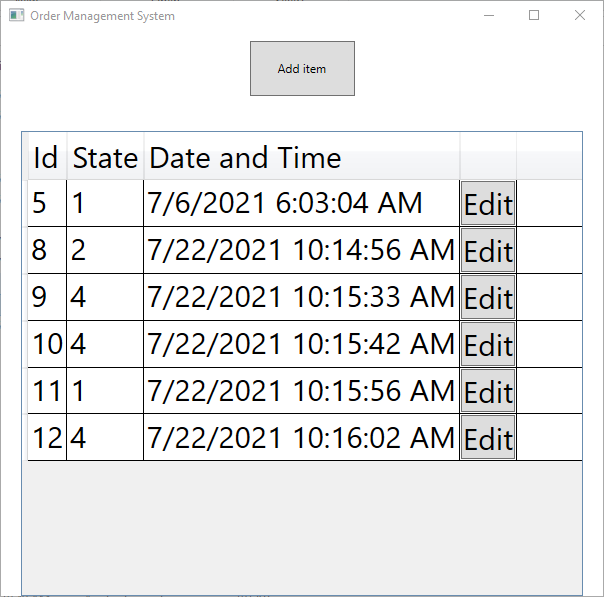 Order Management System
Add item
Id State Date and Time
5 1 7/6/2021 6:03:04 AM Edit
8 2 7/22/2021 10:14:56 AM Edit
9 4 7/22/2021 10:15:33 AM Edit
10 4 7/22/2021 10:15:42 AM Edit
11 1 7/22/2021 10:15:56 AM Edit
12 4 7/22/2021 10:16:02 AM Edit